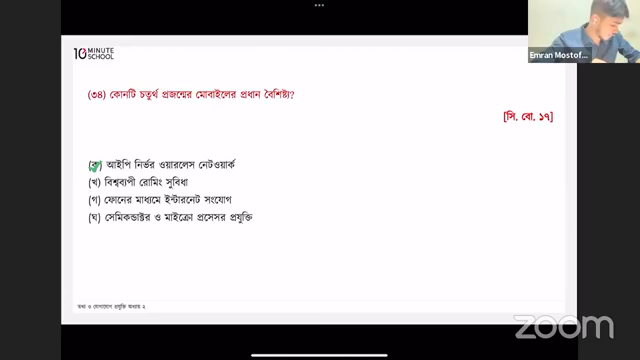 10 MINUTE
SCHOOL
Emran Mostof...
(৩৪) কোনটি চতুর্থ প্রজন্মের মোবাইলের প্রধান বৈশিষ্ট্য?
[সি. বো. ১৭]
(ক) আইপি নির্ভর ওয়ারলেস নেটওয়ার্ক
(খ) বিশ্বব্যপী রোমিং সুবিধা
(গ) ফোনের মাধ্যমে ইন্টারনেট সংযোগ
(ঘ) সেমিকন্ডাক্টর ও মাইক্রো প্রসেসর প্রযুক্তি
তথ্য ও যোগাযোগ প্রযুক্তি অধ্যায় ২
zoom